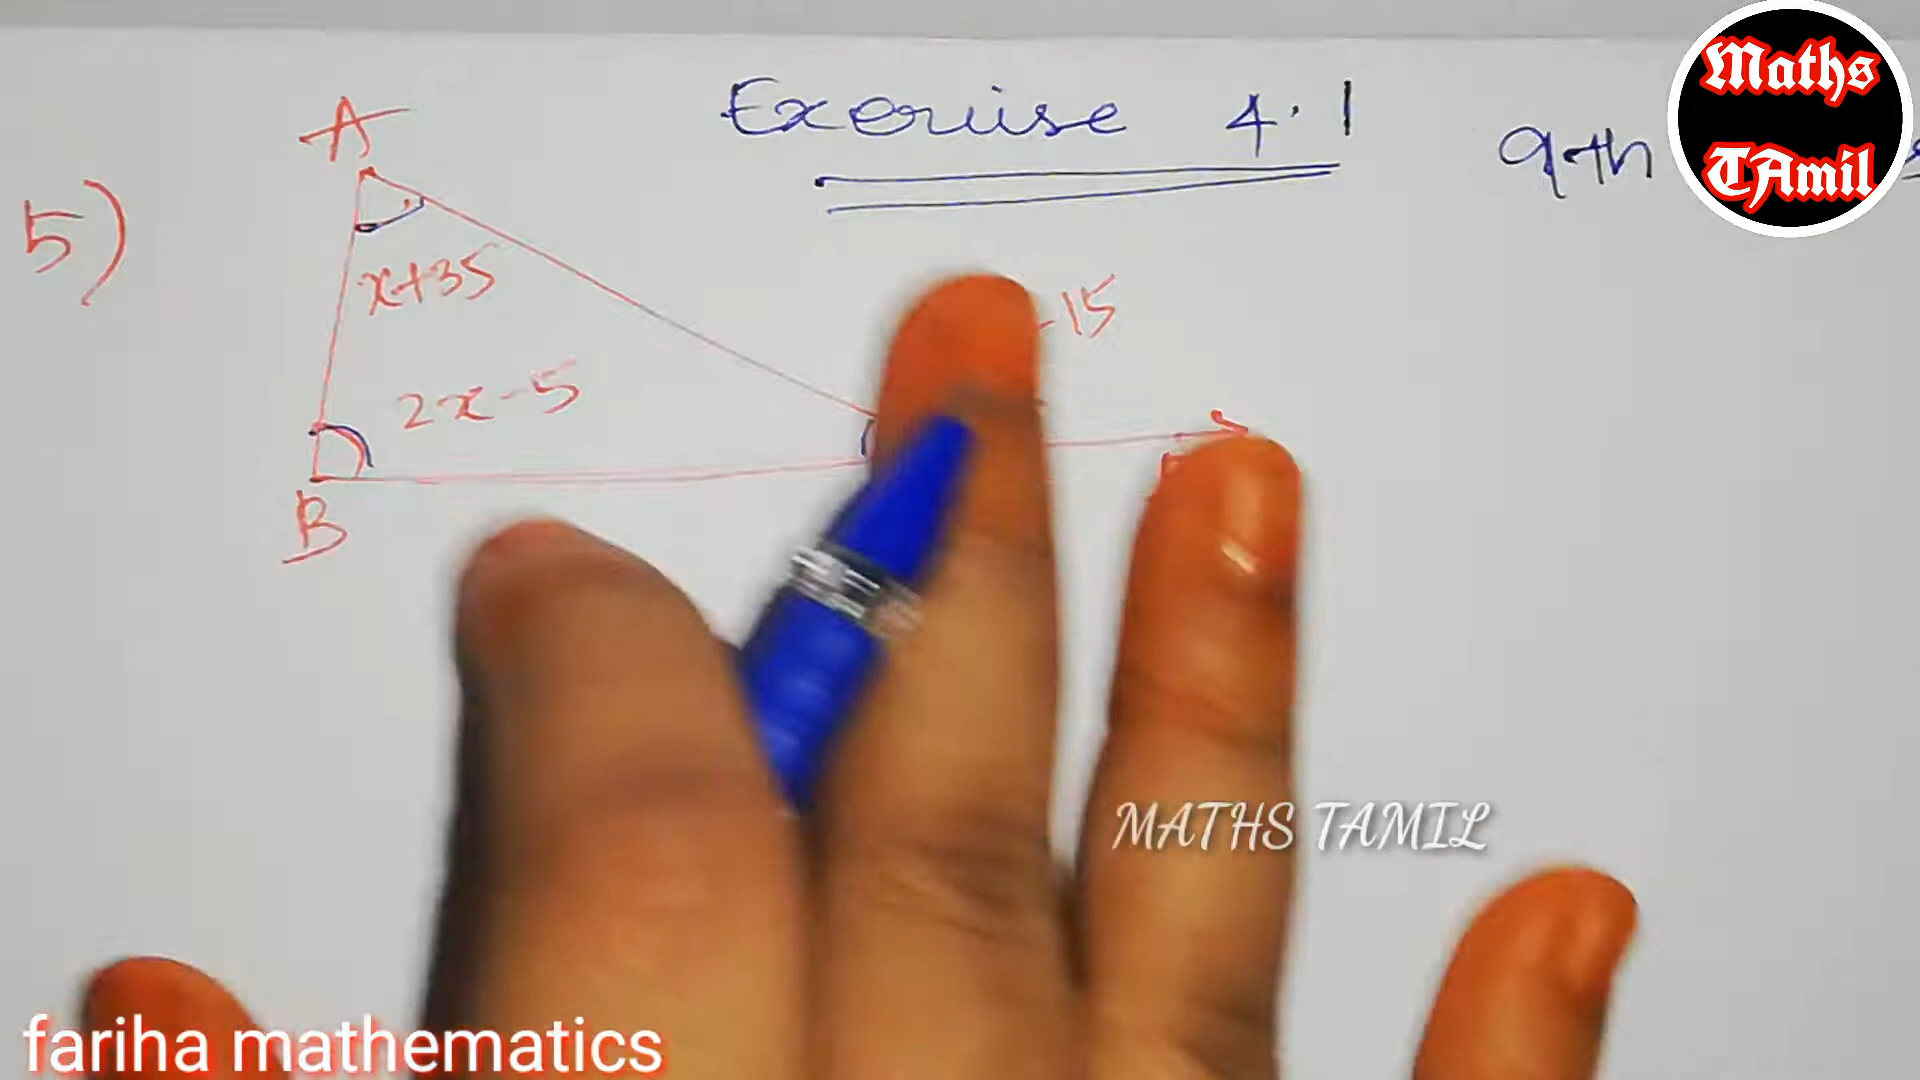 Exercise 4.1
9th
Maths
TAmil
5)
A
x+35
-15
2x-5
B
MATHS TAMIL
fariha mathematics